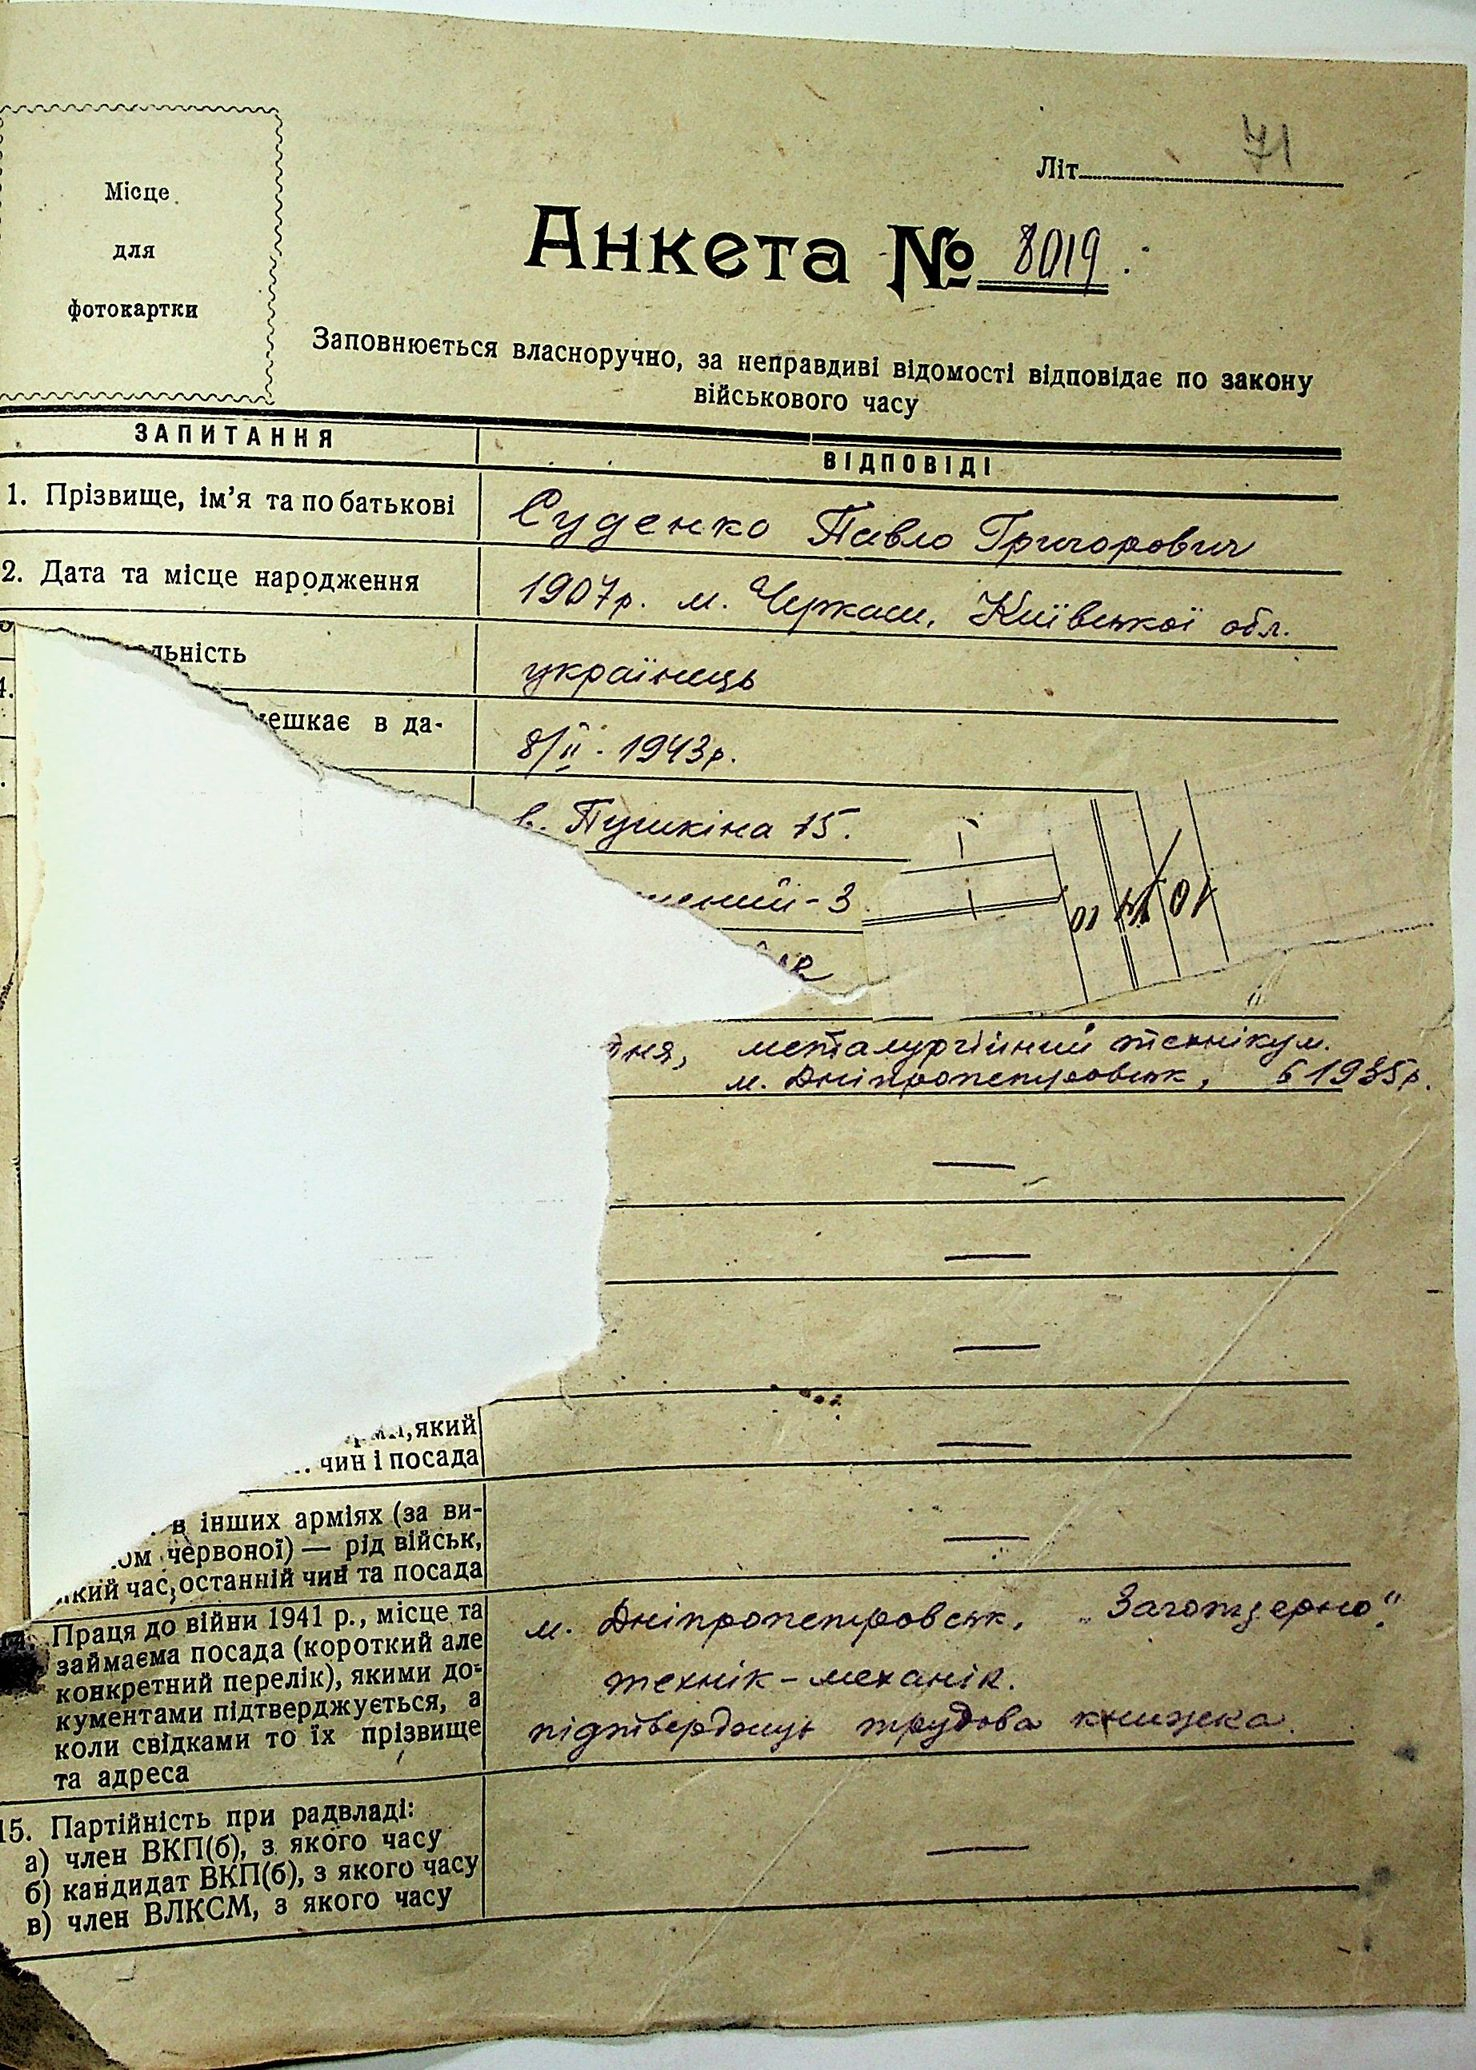 71
Літ
Місце
для
фотокартки
Анкета № 8019
Заповнюється власноручно, за неправдиві відомості відповідає по закону
військового часу
ЗАПИТАННЯ
ВІДПОВІДІ
1. Прізвище, ім'я та по батькові
Суденко Павло Григорович
2. Дата та місце народження
1907р. м. Черкаси, Київської обл.
альність
українець
4.
мешкає в да-
8/II. 1943р.
в. Пушкіна 15.
-3
дня, металургійний технікум.
м. Дніпропетровськ, в 1935р.
—
—
—
який
чин і посада
—
в інших арміях (за ви-
ом червоної) — рід військ,
який час, останній чин та посада
—
Праця до війни 1941 р., місце та
займаєма посада (короткий але
конкретний перелік), якими до-
кументами підтверджується, а
коли свідками то їх прізвище
та адреса
м. Дніпропетровськ, „Заготзерно".
технік-механік.
підтверджує трудова книжка.
15. Партійність при радвладі:
а) член ВКП(б), з якого часу
б) кандидат ВКП(б), з якого часу
в) член ВЛКСМ, з якого часу
—